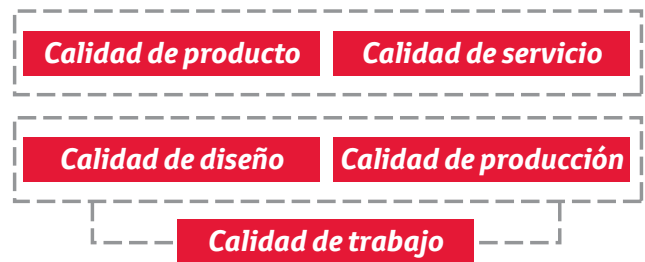 Calidad de producto
Calidad de servicio
Calidad de diseño
Calidad de producción
Calidad de trabajo